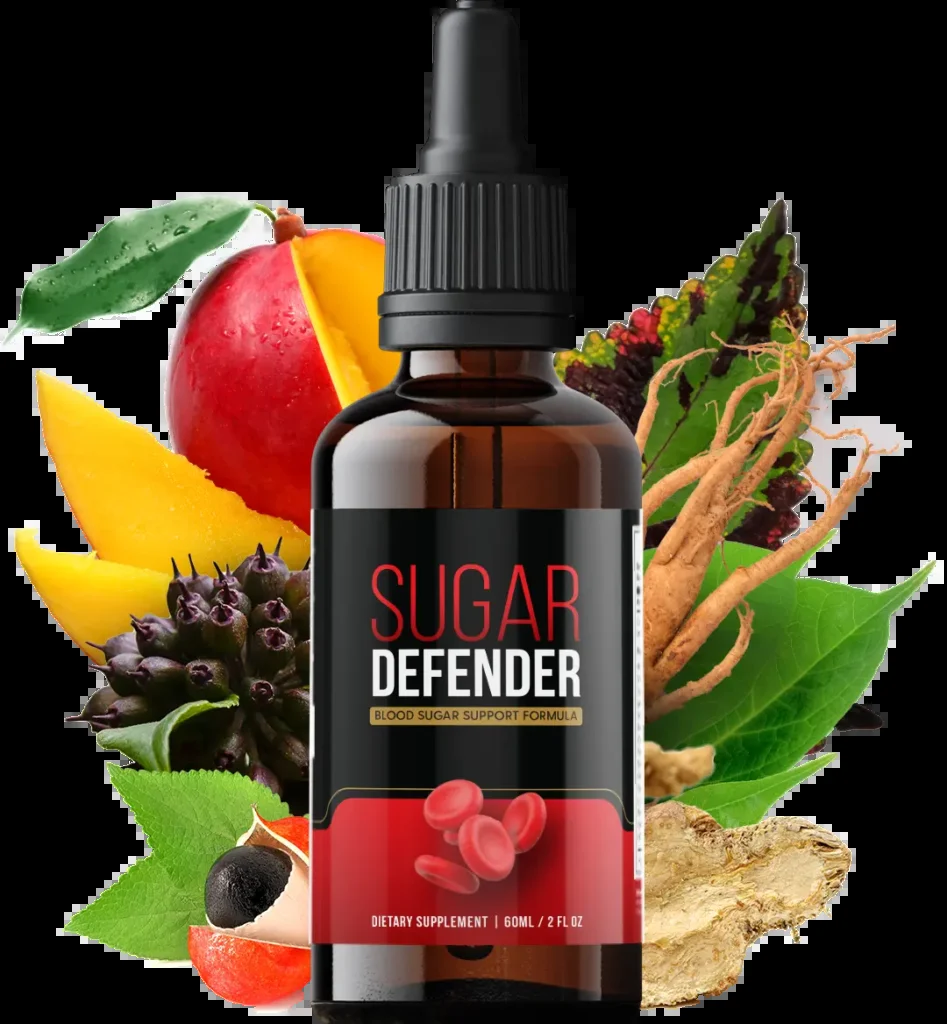 SUGAR
DEFENDER
BLOOD SUGAR SUPPORT FORMULA
DIETARY SUPPLEMENT | 60ML / 2 FL OZ